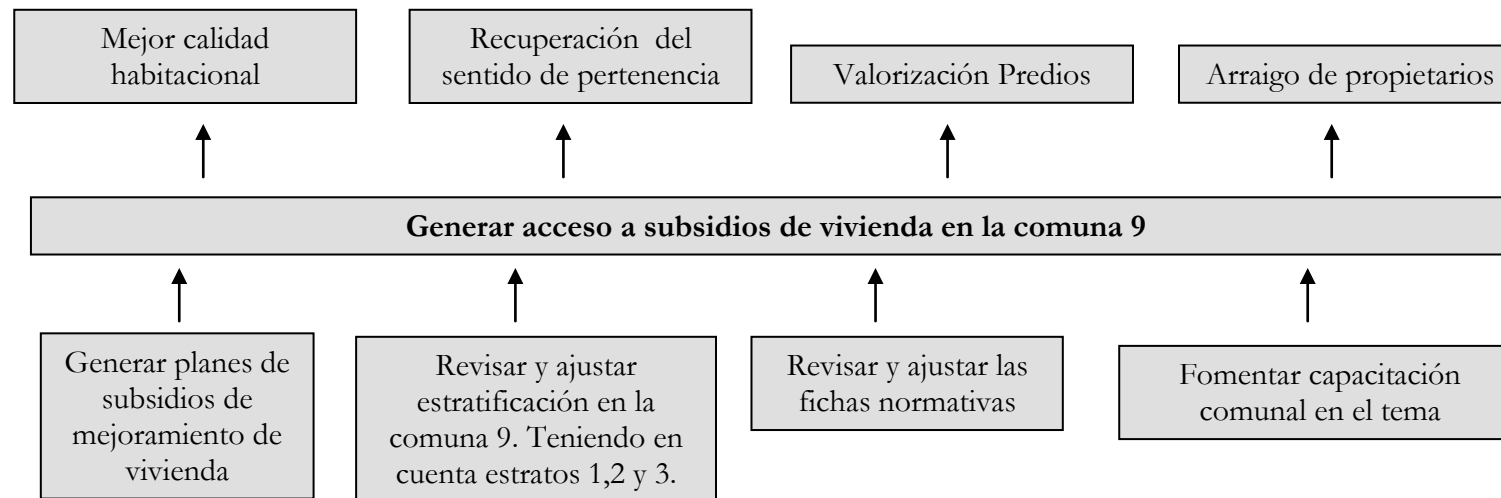 Mejor calidad
habitacional
Recuperación del
sentido de pertenencia
Valorización Predios
Arraigo de propietarios
Generar acceso a subsidios de vivienda en la comuna 9
Generar planes de
subsidios de
mejoramiento de
vivienda
Revisar y ajustar
estratificación en la
comuna 9. Teniendo en
cuenta estratos 1,2 y 3.
Revisar y ajustar las
fichas normativas
Fomentar capacitación
comunal en el tema